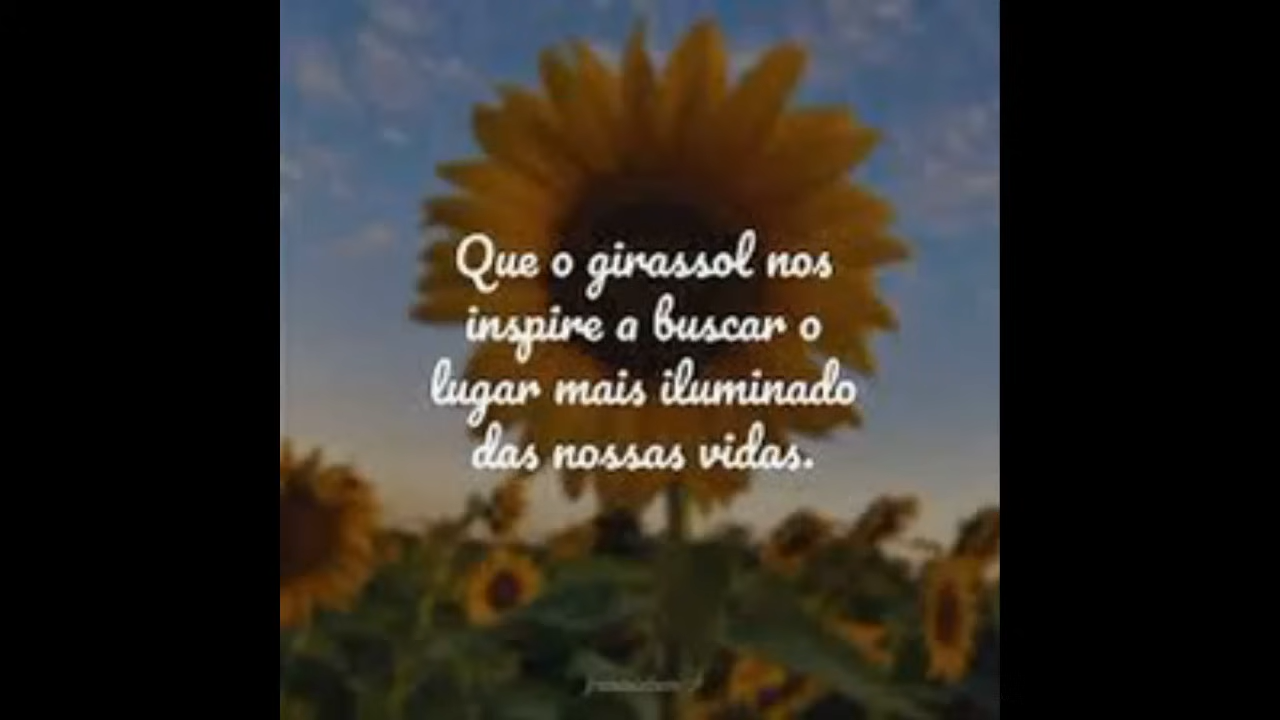 Que o girassol nos
inspire a buscar o
lugar mais iluminado
das nossas vidas.